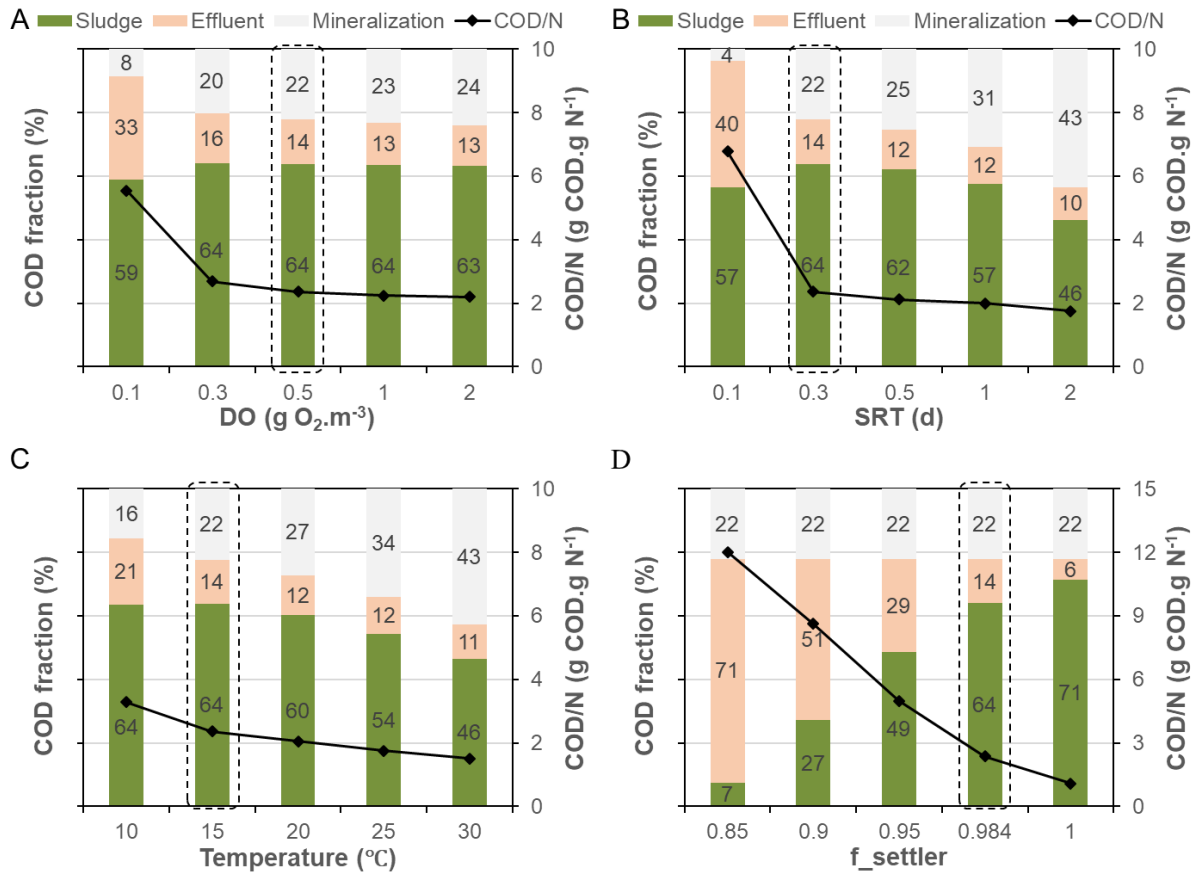 A
Sludge Effluent Mineralization COD/N
COD fraction (%)
8 20 22 23 24
33 16 14 13 13
59 64 64 64 63
10
8
6
4
2
0
COD/N (g COD.g N⁻¹)
0.1 0.3 0.5 1 2
DO (g O₂.m⁻³)
B
Sludge Effluent Mineralization COD/N
COD fraction (%)
4 22 25 31 43
40 14 12 12 10
57 64 62 57 46
10
8
6
4
2
0
COD/N (g COD.g N⁻¹)
0.1 0.3 0.5 1 2
SRT (d)
C
COD fraction (%)
16 22 27 34 43
21 14 12 12 11
64 64 60 54 46
10
8
6
4
2
0
COD/N (g COD.g N⁻¹)
10 15 20 25 30
Temperature (℃)
D
COD fraction (%)
22 22 22 22 22
71 51 29 14 6
7 27 49 64 71
15
12
9
6
3
0
COD/N (g COD.g N⁻¹)
0.85 0.9 0.95 0.984 1
f_settler